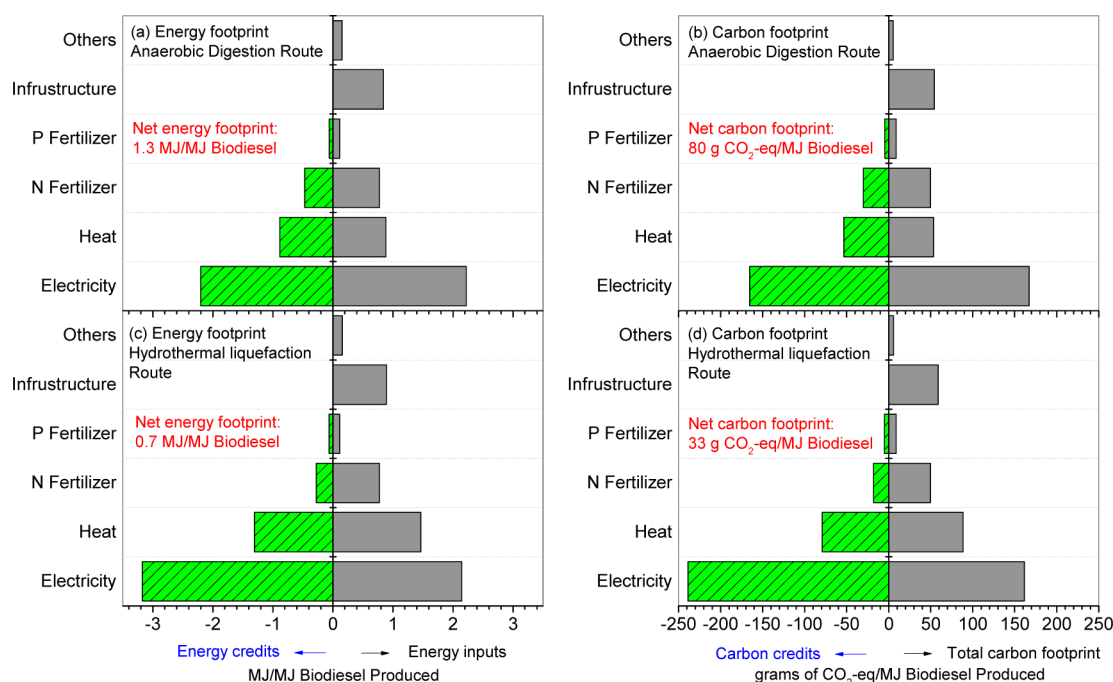 (a) Energy footprint
Anaerobic Digestion Route
Others
Infrustructure
P Fertilizer
N Fertilizer
Heat
Electricity
Net energy footprint:
1.3 MJ/MJ Biodiesel
(b) Carbon footprint
Anaerobic Digestion Route
Others
Infrastructure
P Fertilizer
N Fertilizer
Heat
Electricity
Net carbon footprint:
80 g CO₂-eq/MJ Biodiesel
(c) Energy footprint
Hydrothermal liquefaction
Route
Others
Infrastructure
P Fertilizer
N Fertilizer
Heat
Electricity
Net energy footprint:
0.7 MJ/MJ Biodiesel
-3 -2 -1 0 1 2 3
Energy credits Energy inputs
MJ/MJ Biodiesel Produced
(d) Carbon footprint
Hydrothermal liquefaction
Route
Others
Infrastructure
P Fertilizer
N Fertilizer
Heat
Electricity
Net carbon footprint:
33 g CO₂-eq/MJ Biodiesel
-250 -200 -150 -100 -50 0 50 100 150 200 250
Carbon credits Total carbon footprint
grams of CO₂-eq/MJ Biodiesel Produced